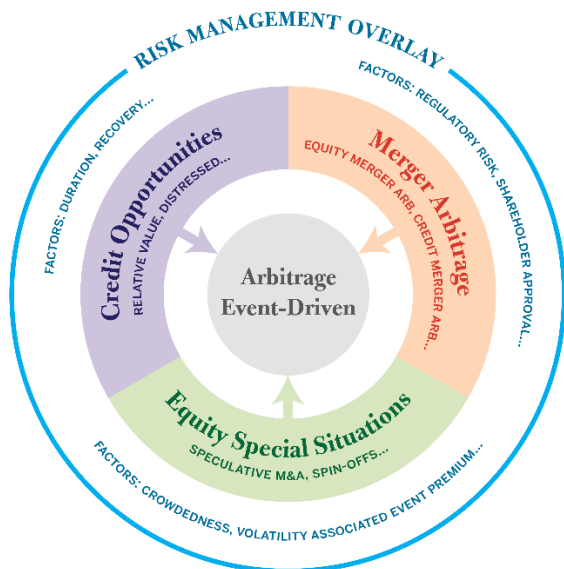 RISK MANAGEMENT OVERLAY
FACTORS: DURATION, RECOVERY...
Credit Opportunities
RELATIVE VALUE, DISTRESSED...
FACTORS: REGULATORY RISK, SHAREHOLDER APPROVAL...
Merger Arbitrage
EQUITY MERGER ARB, CREDIT MERGER ARB...
Arbitrage
Event-Driven
Equity Special Situations
SPECULATIVE M&A, SPIN-OFFS...
FACTORS: CROWDEDNESS, VOLATILITY ASSOCIATED EVENT PREMIUM...